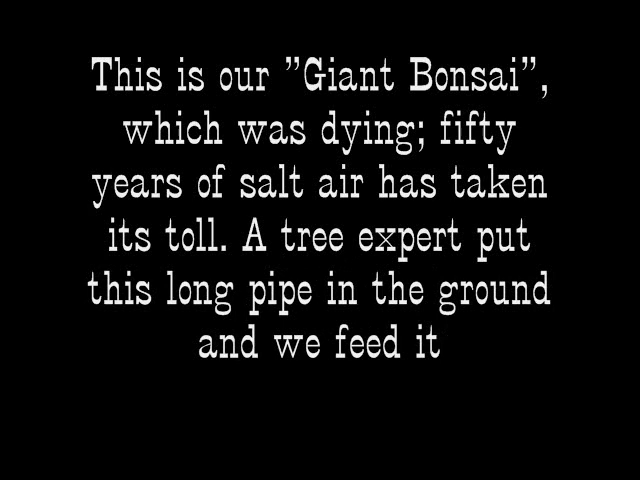 This is our ”Giant Bonsai”,
which was dying; fifty
years of salt air has taken
its toll. A tree expert put
this long pipe in the ground
and we feed it